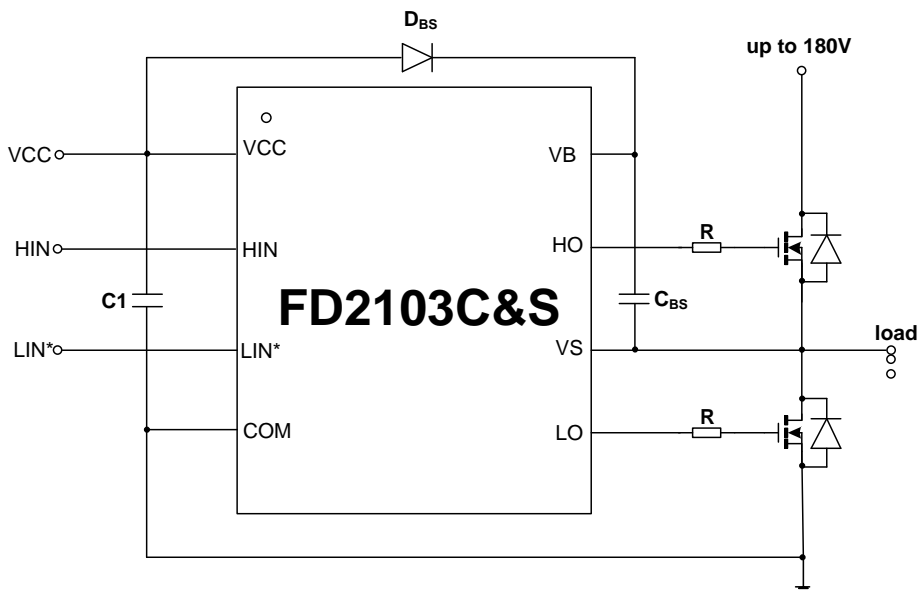 DBS
up to 180V
VCC
VCC
VB
HIN
HIN
HO
R
C1
FD2103C&S
CBS
load
LIN*
LIN*
VS
R
COM
LO